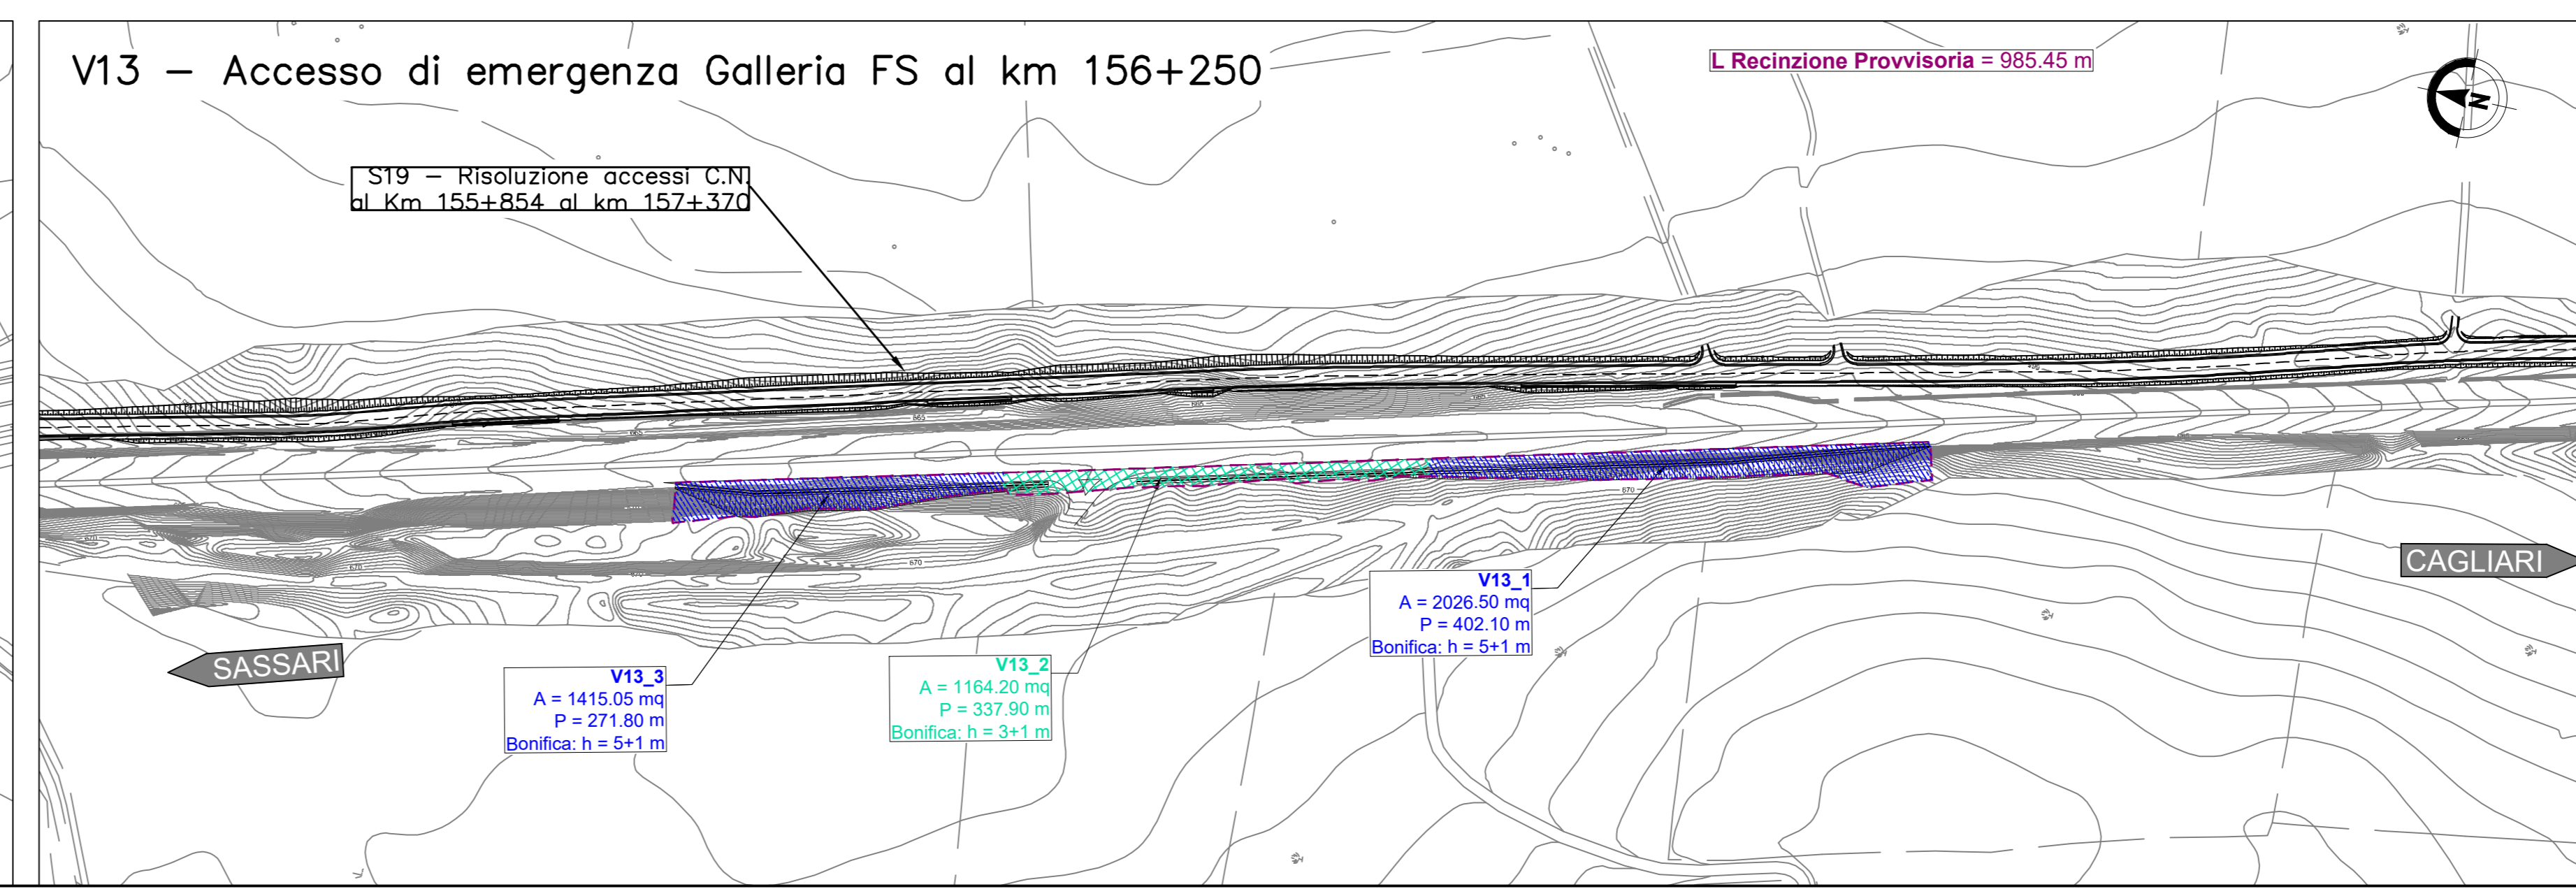 V13 – Accesso di emergenza Galleria FS al km 156+250
L Recinzione Provvisoria = 985.45 m
N
S19 – Risoluzione accessi C.N.
al Km 155+854 al km 157+370
CAGLIARI
SASSARI
V13_1
A = 2026.50 mq
P = 402.10 m
Bonifica: h = 5+1 m
V13_2
A = 1164.20 mq
P = 337.90 m
Bonifica: h = 3+1 m
V13_3
A = 1415.05 mq
P = 271.80 m
Bonifica: h = 5+1 m
670
670